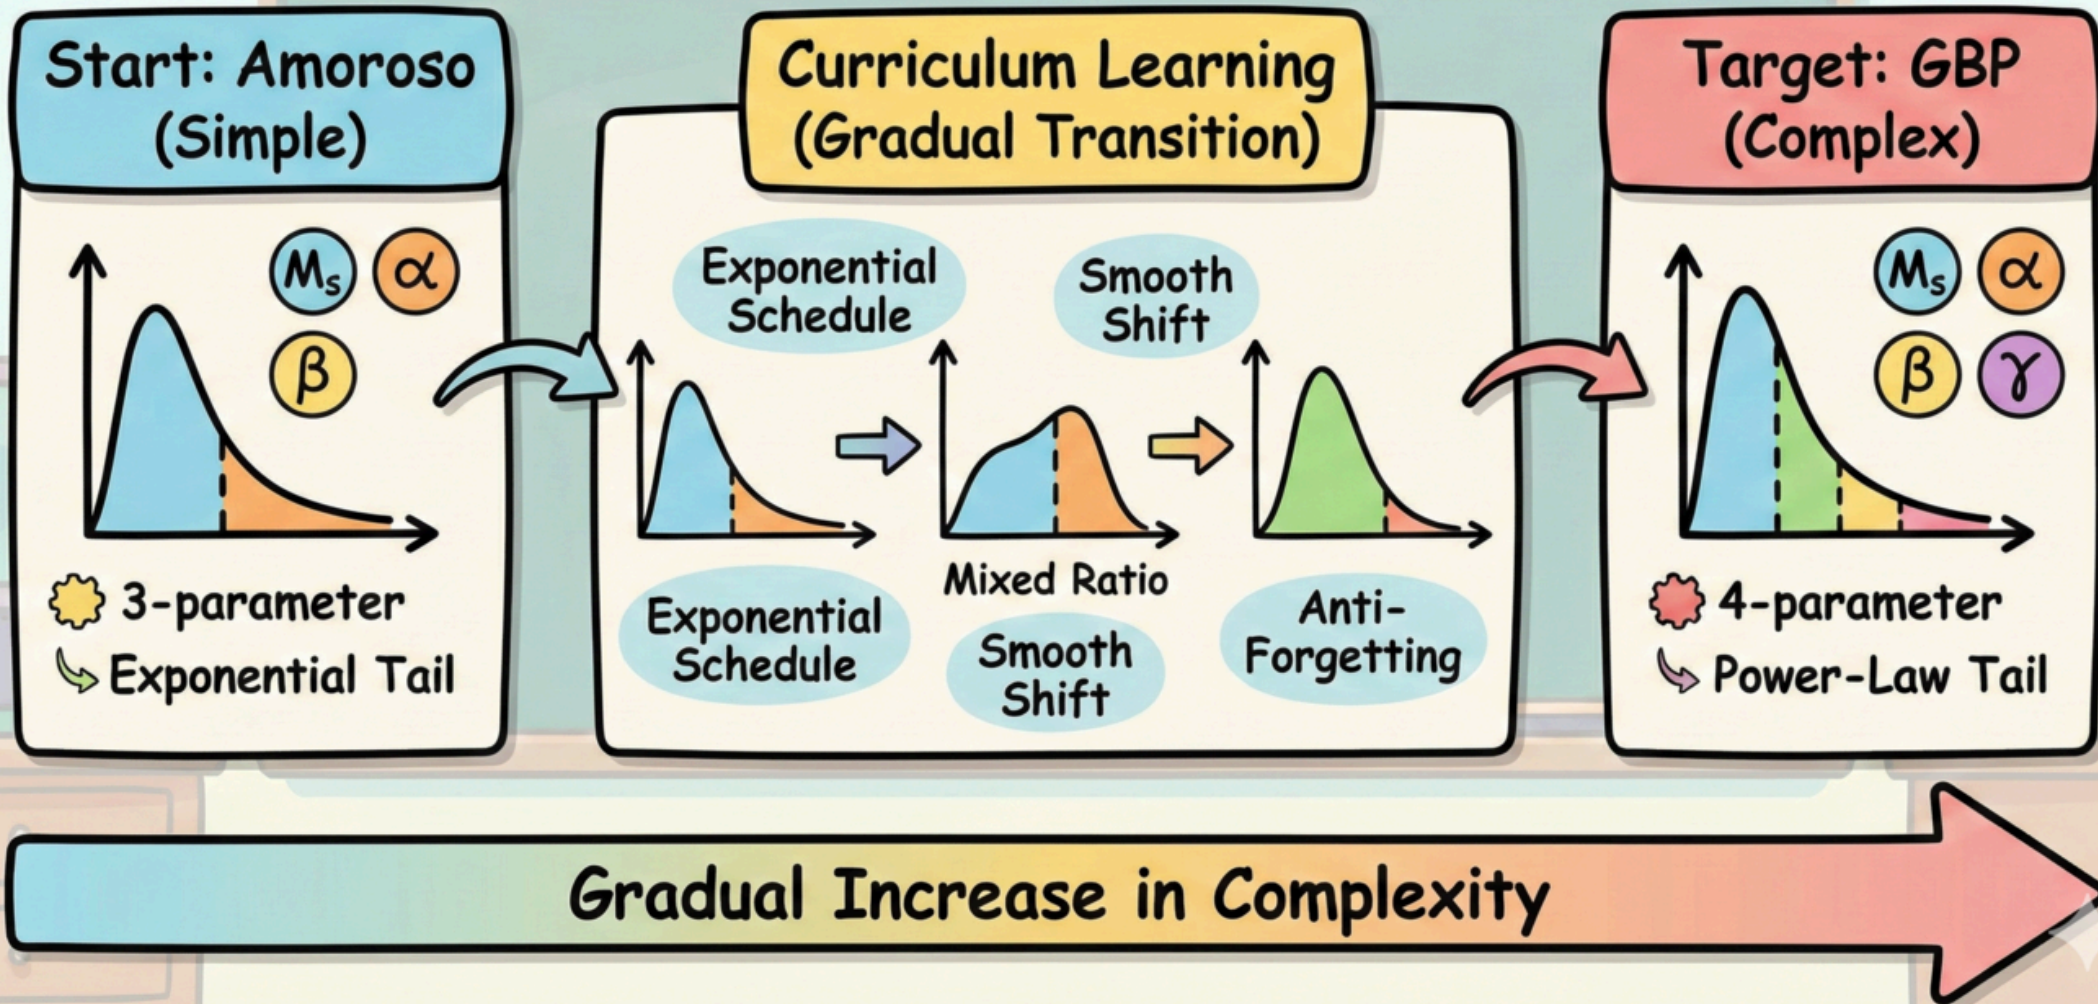 Start: Amoroso
(Simple)
Ms α
β
3-parameter
Exponential Tail
Curriculum Learning
(Gradual Transition)
Exponential
Schedule
Smooth
Shift
Mixed Ratio
Exponential
Schedule
Smooth
Shift
Anti-
Forgetting
Target: GBP
(Complex)
Ms α
β γ
4-parameter
Power-Law Tail
Gradual Increase in Complexity